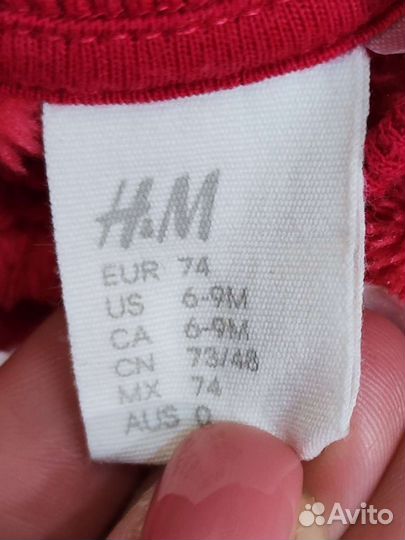 H&M
EUR 74
US 6-9M
CA 6-9M
CN 73/48
MX 74
AUS 0
Avito